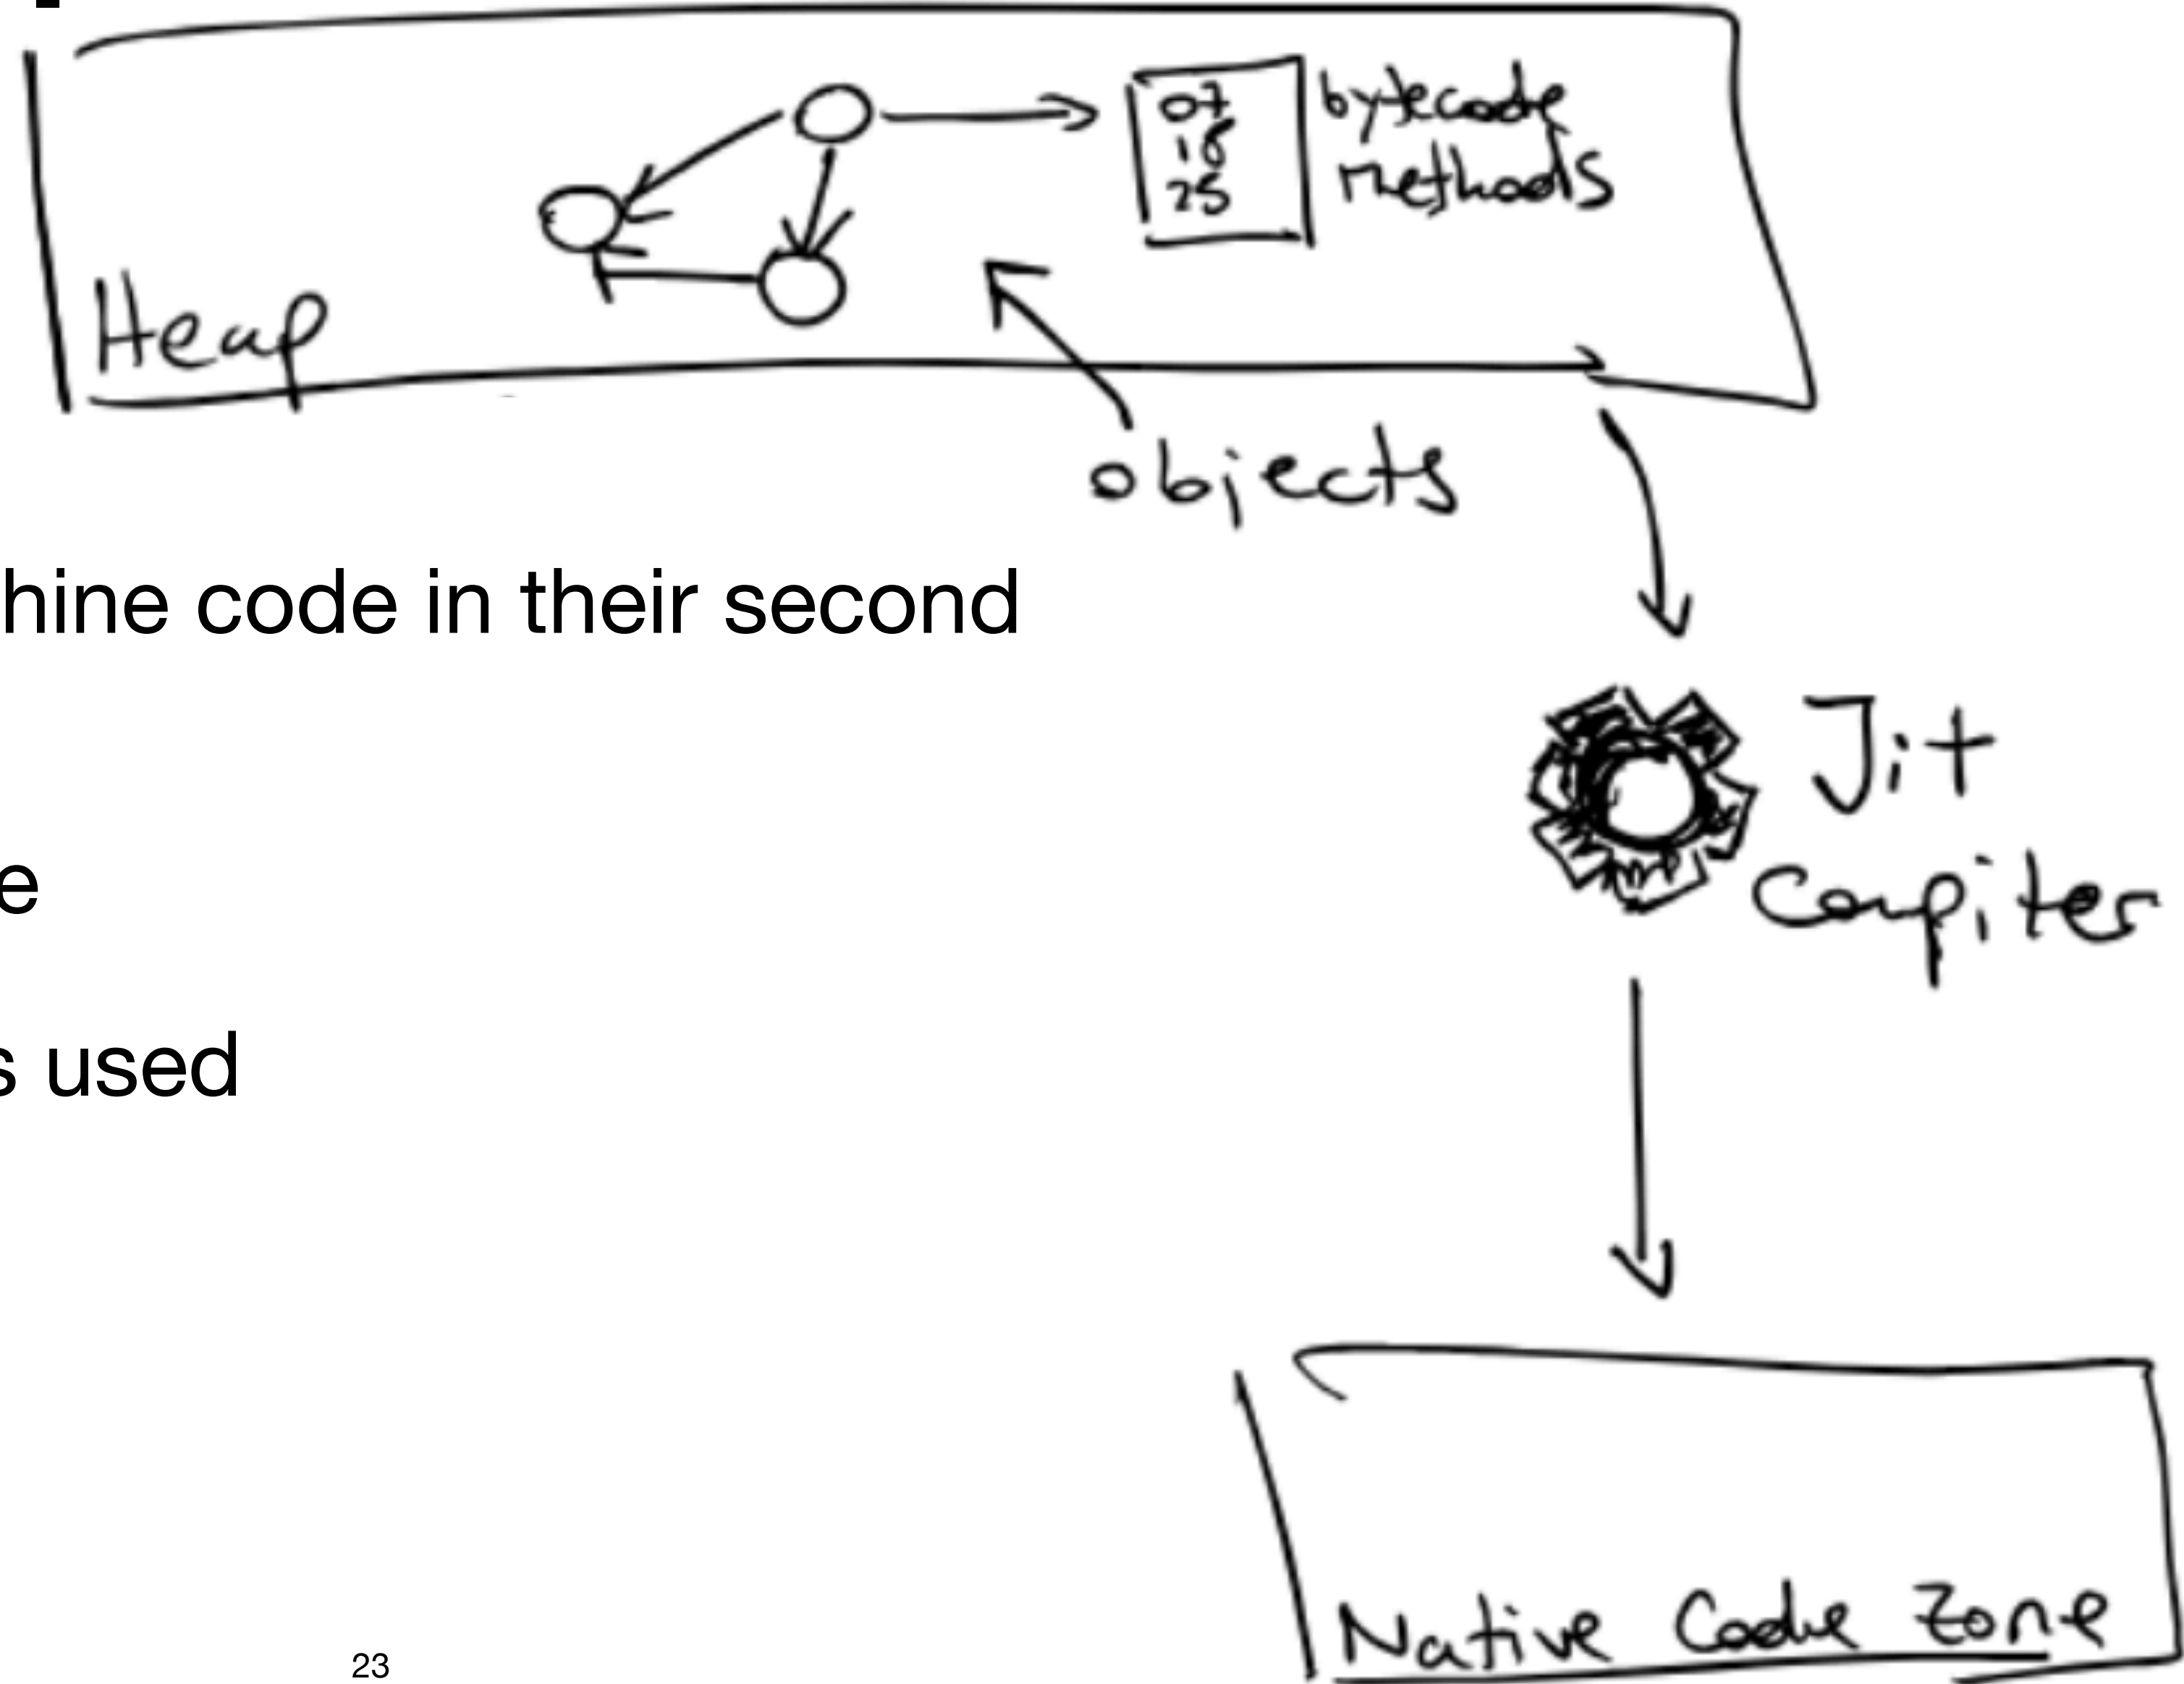 07
18
25
bytecode
methods
Heap
objects
hine code in their second
Jit
Compiler
e
s used
Native Code Zone
23